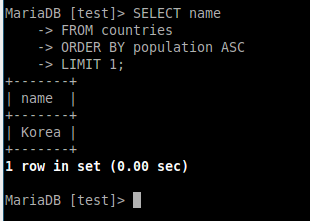 MariaDB [test]> SELECT name
    -> FROM countries
    -> ORDER BY population ASC
    -> LIMIT 1;
+-------+
| name  |
+-------+
| Korea |
+-------+
1 row in set (0.00 sec)
MariaDB [test]>